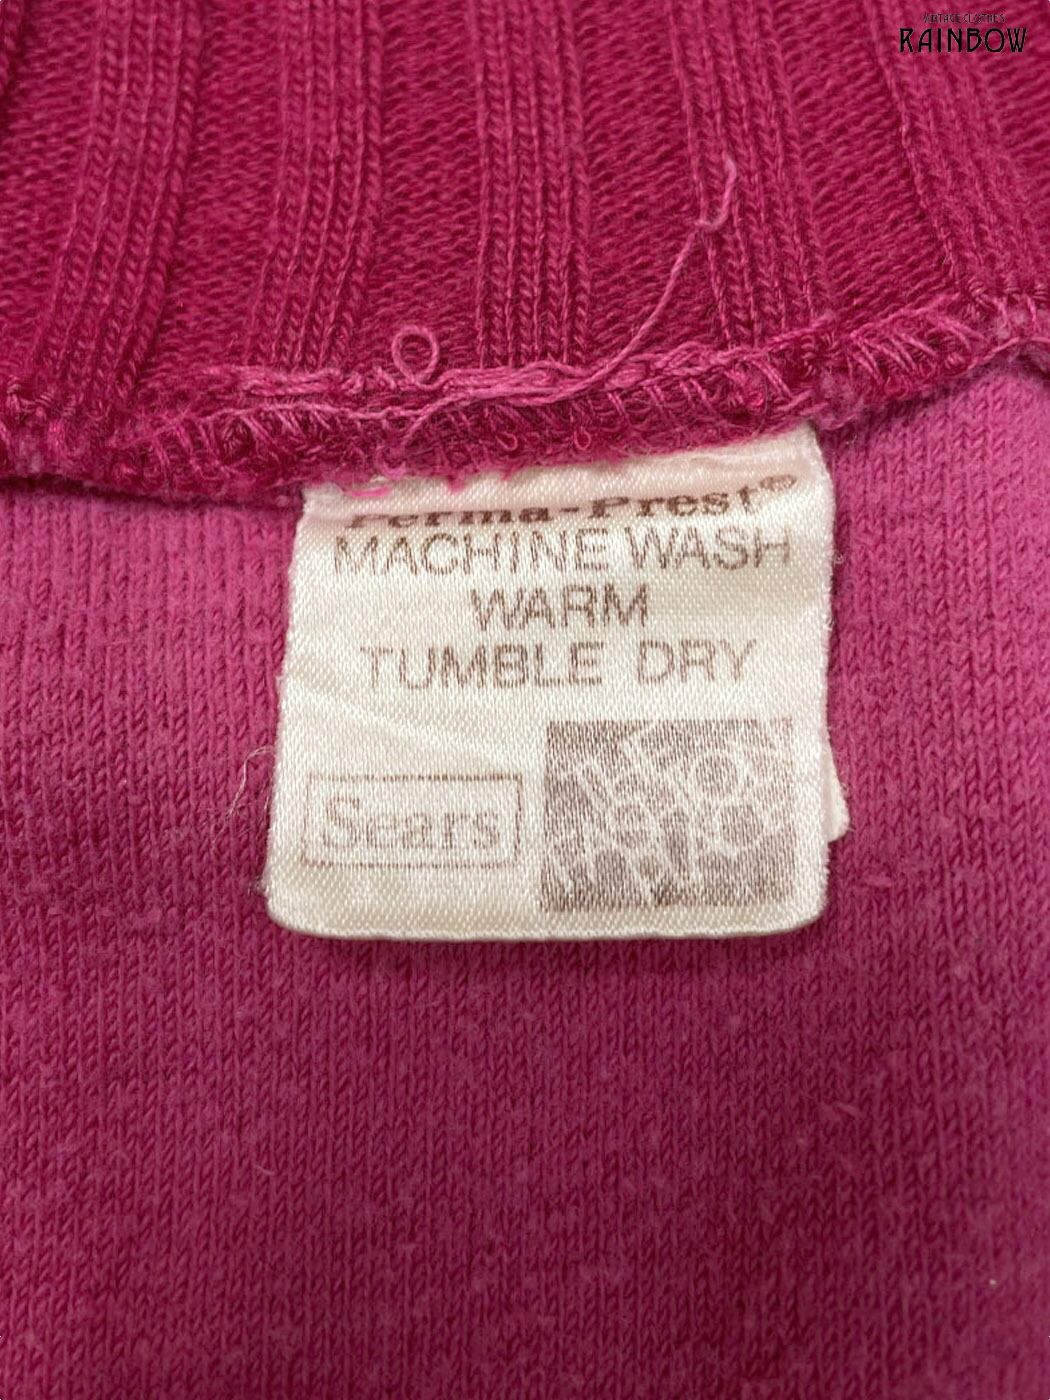 VINTAGE CLOTHES
RAINBOW
Perma-Prest®
MACHINE WASH
WARM
TUMBLE DRY
Sears